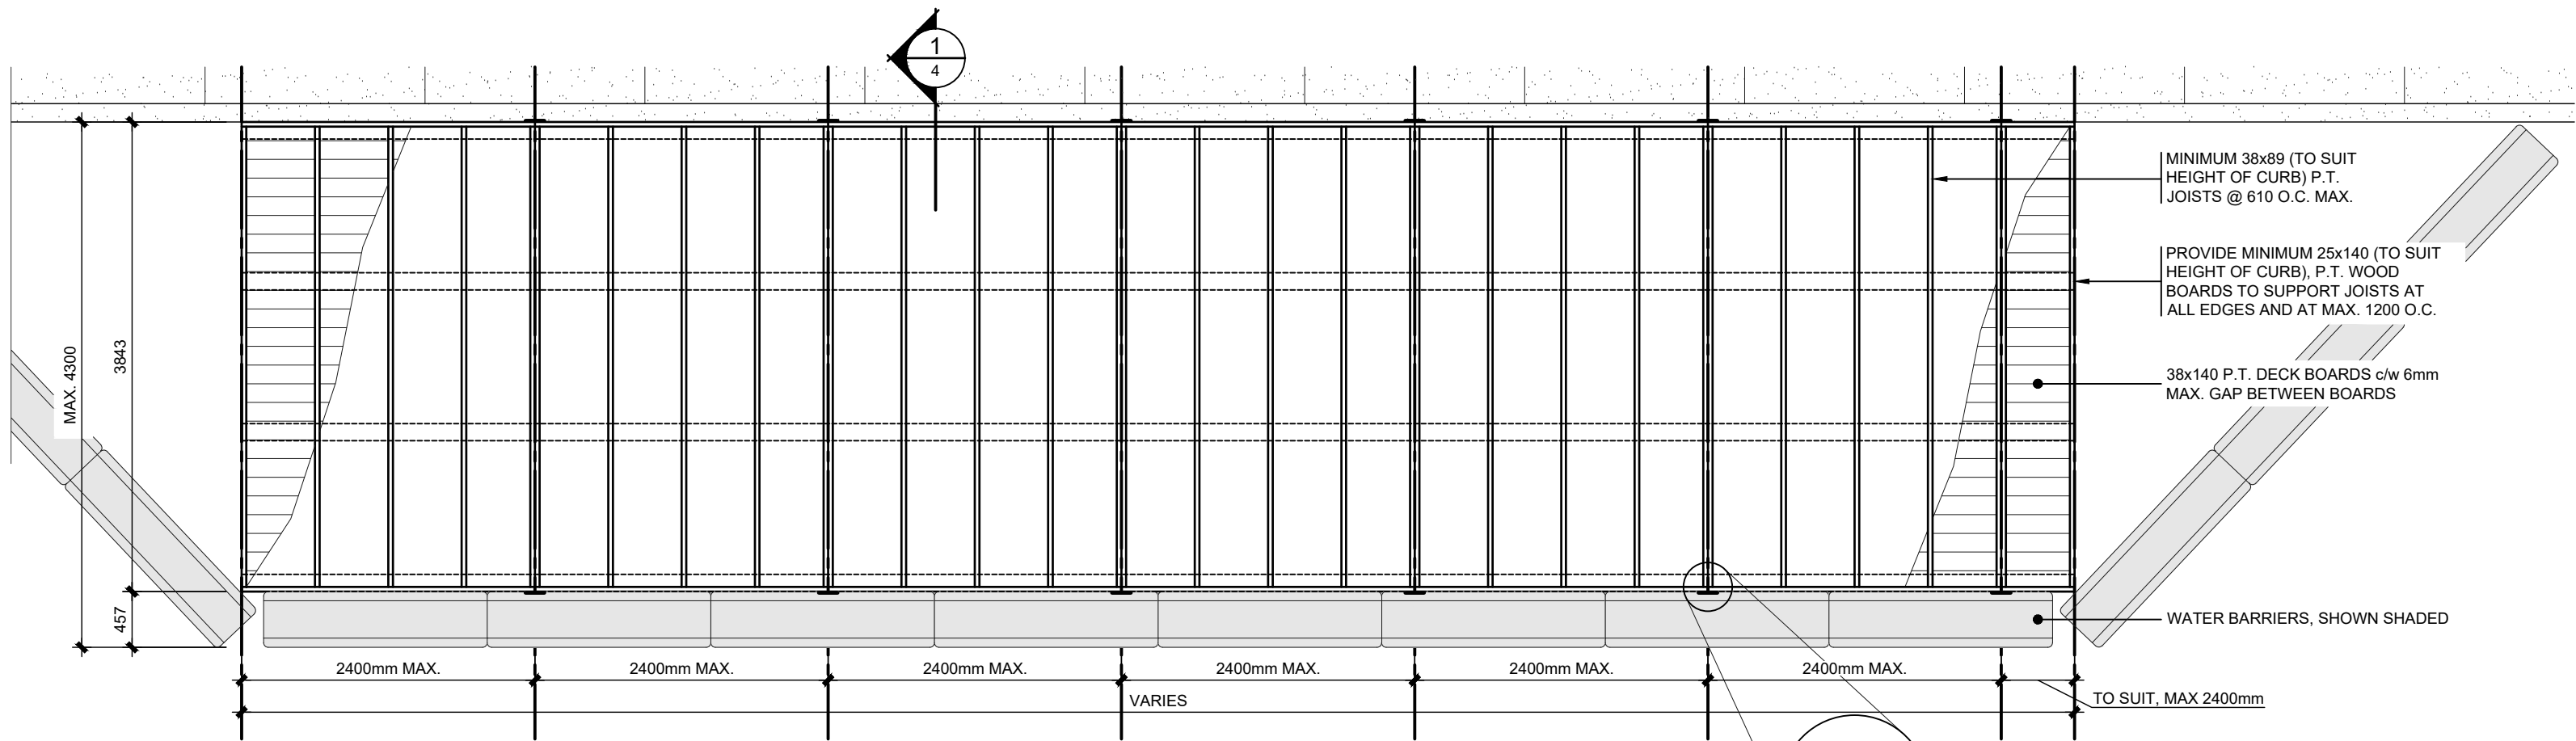 1
4
MINIMUM 38x89 (TO SUIT
HEIGHT OF CURB) P.T.
JOISTS @ 610 O.C. MAX.
PROVIDE MINIMUM 25x140 (TO SUIT
HEIGHT OF CURB), P.T. WOOD
BOARDS TO SUPPORT JOISTS AT
ALL EDGES AND AT MAX. 1200 O.C.
MAX. 4300
3843
38x140 P.T. DECK BOARDS c/w 6mm
MAX. GAP BETWEEN BOARDS
457
WATER BARRIERS, SHOWN SHADED
2400mm MAX.
2400mm MAX.
2400mm MAX.
2400mm MAX.
2400mm MAX.
2400mm MAX.
VARIES
TO SUIT, MAX 2400mm